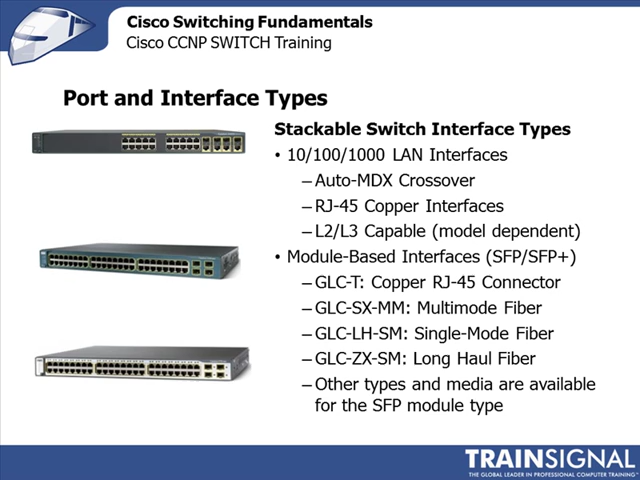 Cisco Switching Fundamentals
Cisco CCNP SWITCH Training
Port and Interface Types
Stackable Switch Interface Types
• 10/100/1000 LAN Interfaces
– Auto-MDX Crossover
– RJ-45 Copper Interfaces
– L2/L3 Capable (model dependent)
• Module-Based Interfaces (SFP/SFP+)
– GLC-T: Copper RJ-45 Connector
– GLC-SX-MM: Multimode Fiber
– GLC-LH-SM: Single-Mode Fiber
– GLC-ZX-SM: Long Haul Fiber
– Other types and media are available
for the SFP module type
TRAINSIGNAL
THE GLOBAL LEADER IN PROFESSIONAL COMPUTER TRAINING